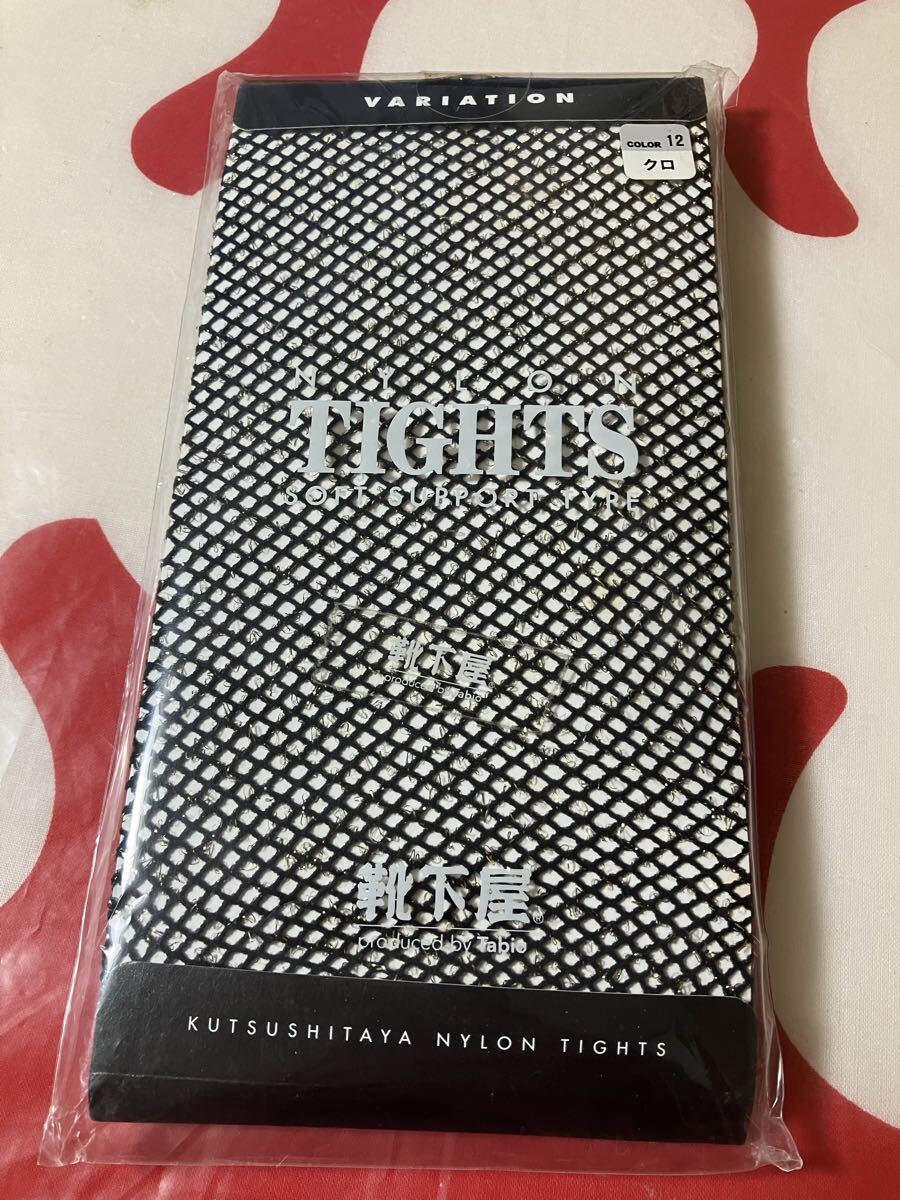 VARIATION
COLOR 12
クロ
NYLON
TIGHTS
SOFT SUPPORT TYPE
靴下屋
produced by Tabio
靴下屋®
produced by Tabio
KUTSUSHITAYA NYLON TIGHTS